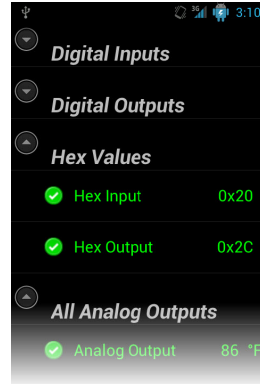 3G 3:10
Digital Inputs
Digital Outputs
Hex Values
Hex Input 0x20
Hex Output 0x2C
All Analog Outputs
Analog Output 86 °F